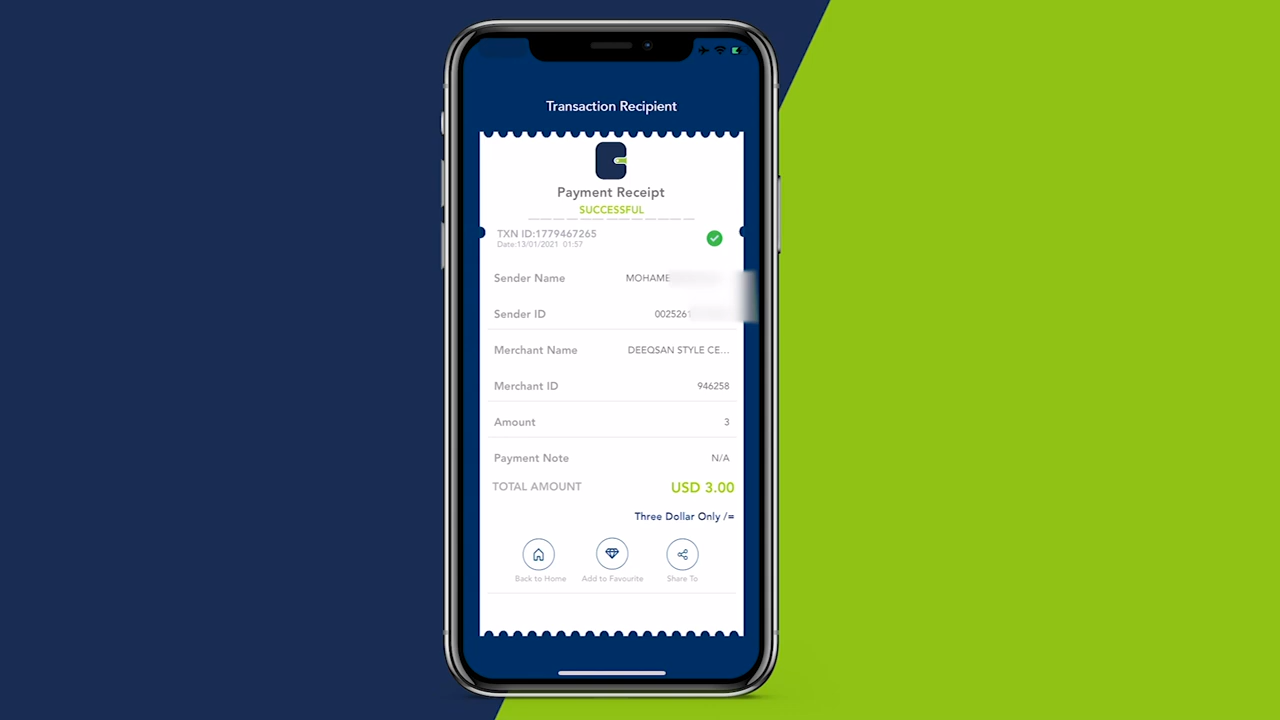 Transaction Recipient
Payment Receipt
SUCCESSFUL
TXN ID:1779467265
Date:13/01/2021 01:57
Sender Name MOHAME
Sender ID 0025261
Merchant Name DEEQSAN STYLE CE...
Merchant ID 946258
Amount 3
Payment Note N/A
TOTAL AMOUNT USD 3.00
Three Dollar Only /=
Back to Home Add to Favourite Share To